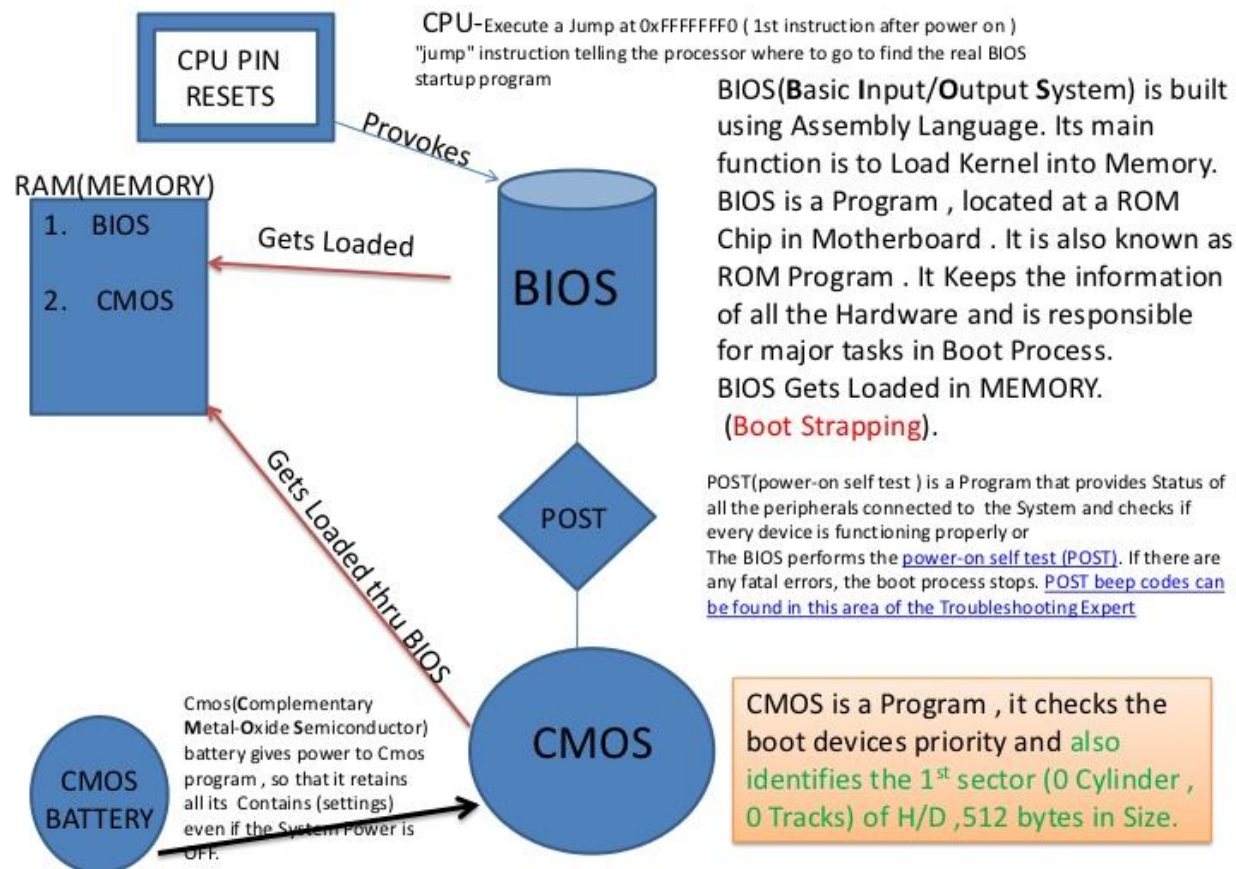 CPU PIN
RESETS
CPU-Execute a Jump at 0xFFFFFFF0 ( 1st instruction after power on )
"jump" instruction telling the processor where to go to find the real BIOS
startup program
Provokes
BIOS(Basic Input/Output System) is built
using Assembly Language. Its main
function is to Load Kernel into Memory.
BIOS is a Program , located at a ROM
Chip in Motherboard . It is also known as
ROM Program . It Keeps the information
of all the Hardware and is responsible
for major tasks in Boot Process.
BIOS Gets Loaded in MEMORY.
(Boot Strapping).
RAM(MEMORY)
1. BIOS
2. CMOS
Gets Loaded
BIOS
POST
POST(power-on self test ) is a Program that provides Status of
all the peripherals connected to the System and checks if
every device is functioning properly or
The BIOS performs the power-on self test (POST). If there are
any fatal errors, the boot process stops. POST beep codes can
be found in this area of the Troubleshooting Expert
Gets Loaded thru BIOS
Cmos(Complementary
Metal-Oxide Semiconductor)
battery gives power to Cmos
program , so that it retains
all its Contains (settings)
even if the System Power is
OFF.
CMOS
BATTERY
CMOS
CMOS is a Program , it checks the
boot devices priority and also
identifies the 1st sector (0 Cylinder ,
0 Tracks) of H/D ,512 bytes in Size.